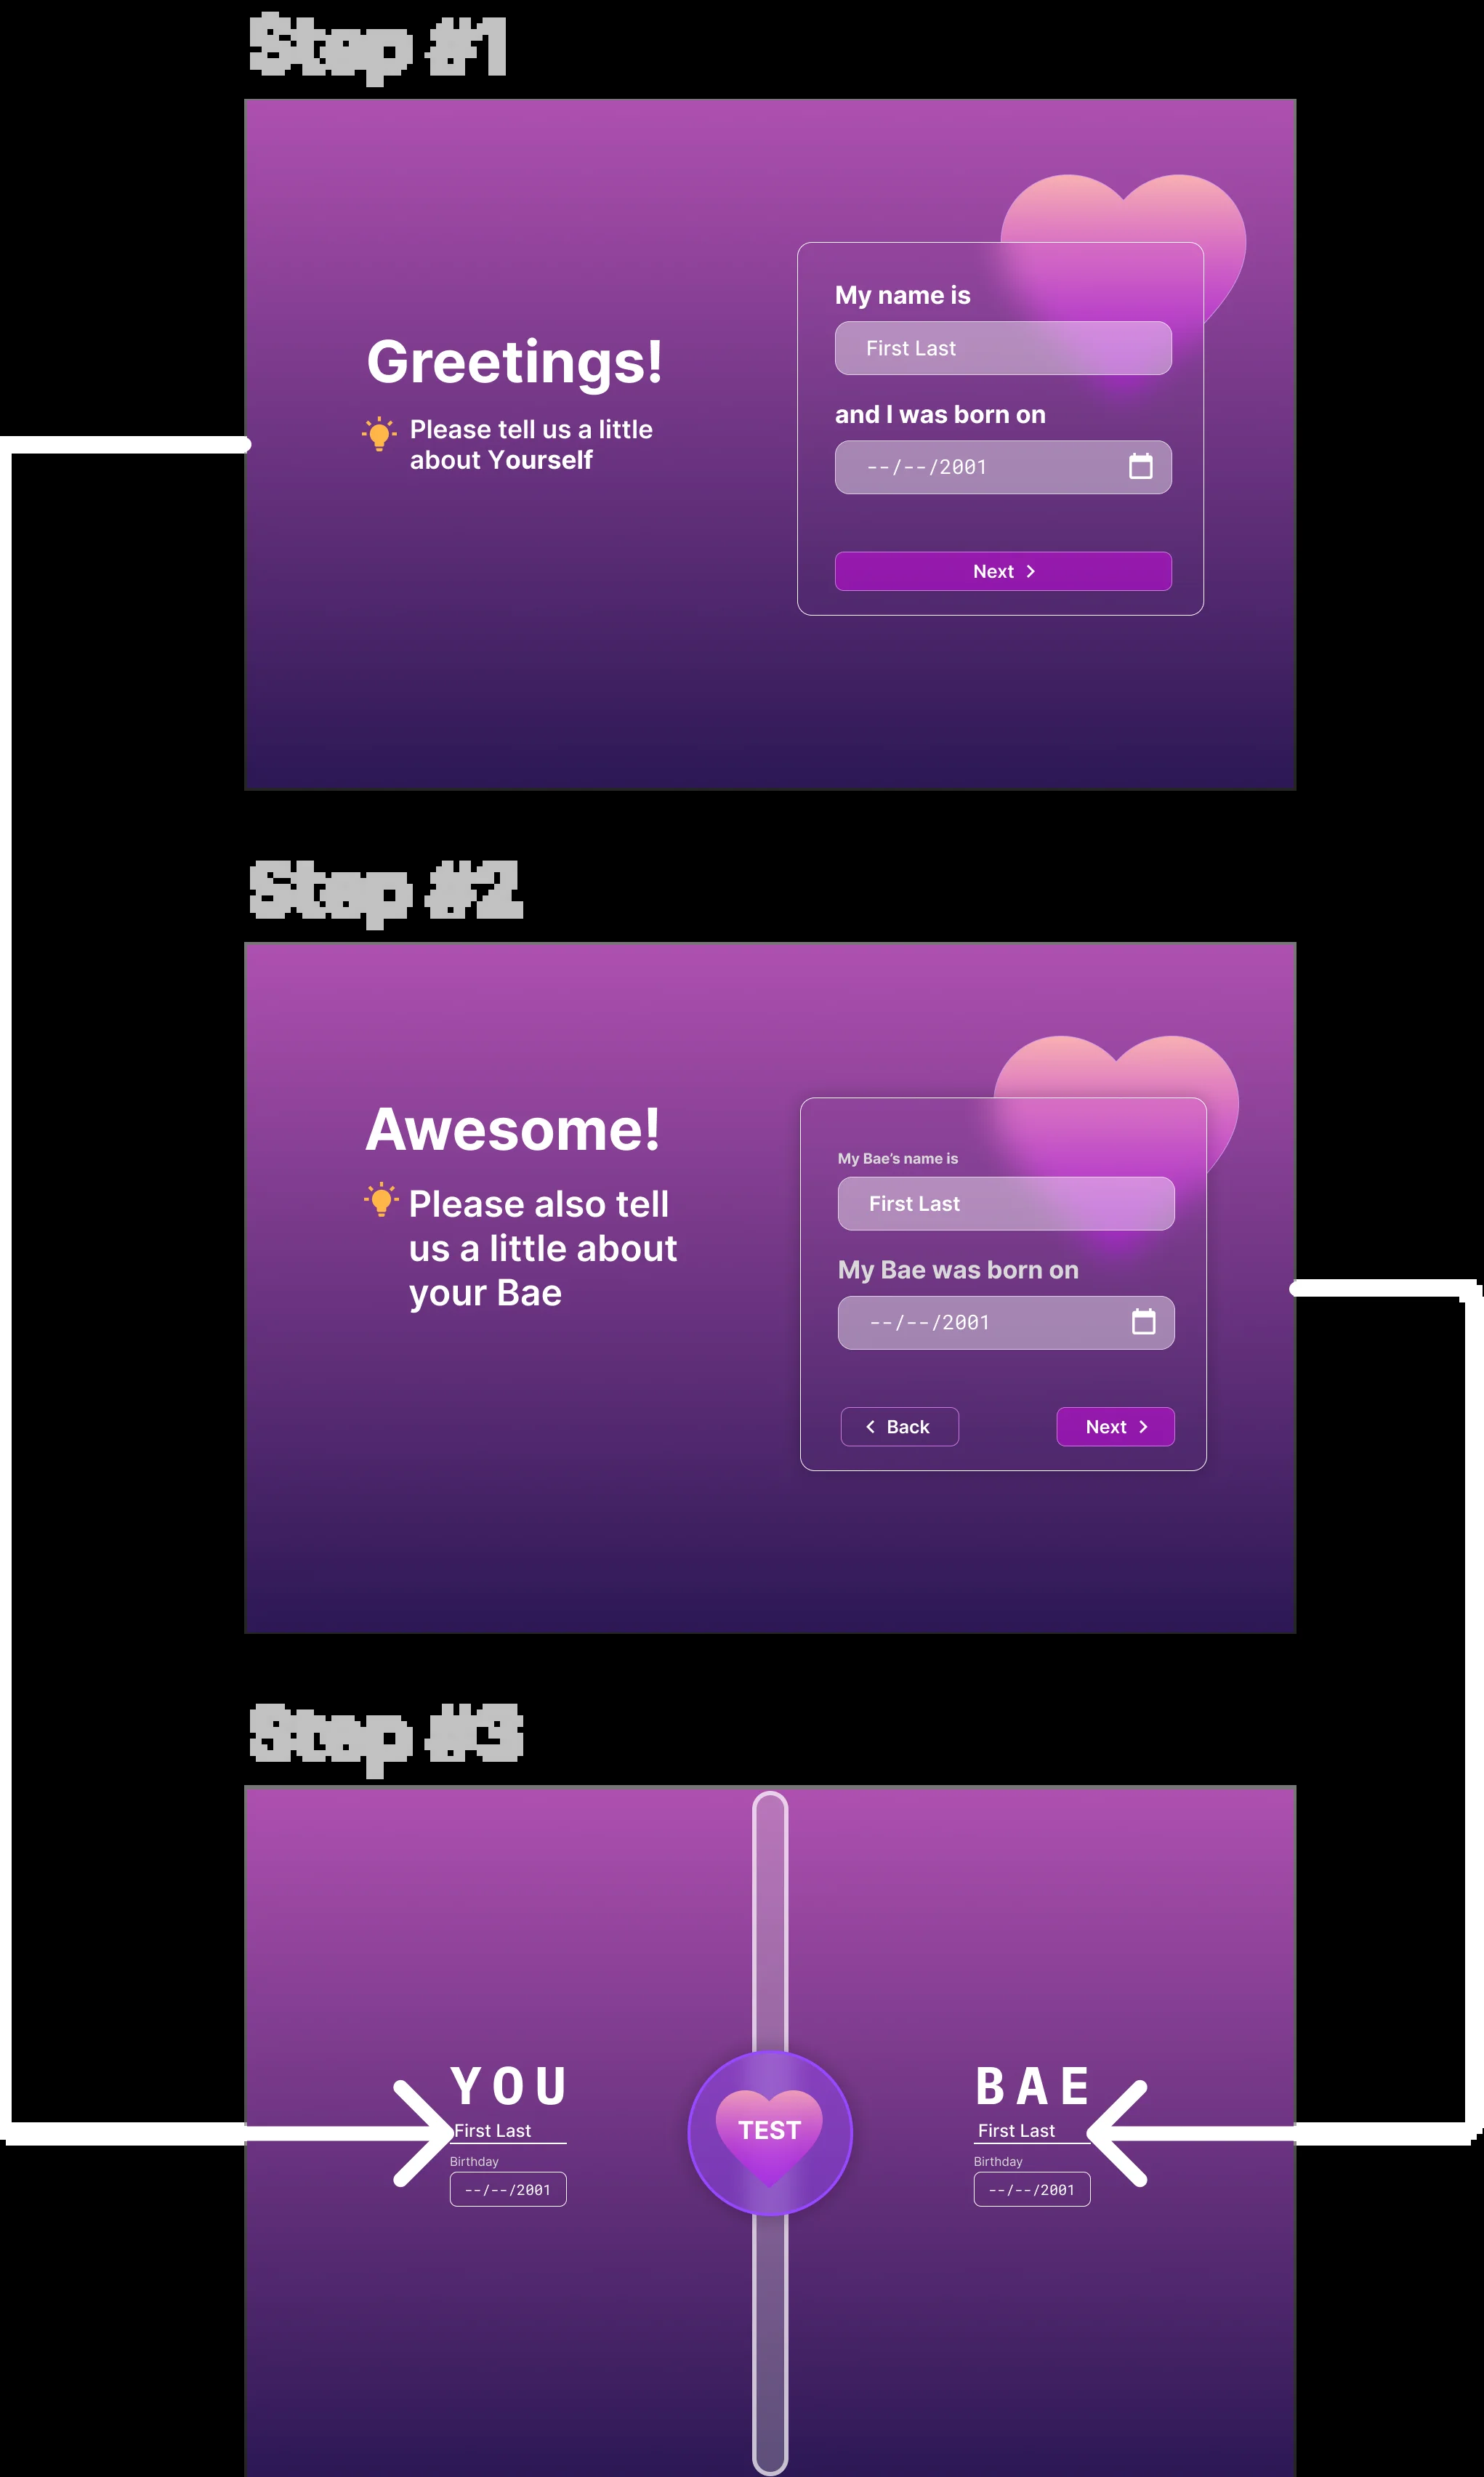 Step #1
Greetings!
Please tell us a little
about Yourself
My name is
First Last
and I was born on
--/--/2001
Next
Step #2
Awesome!
Please also tell
us a little about
your Bae
My Bae's name is
First Last
My Bae was born on
--/--/2001
Back
Next
Step #3
YOU
First Last
Birthday
--/--/2001
TEST
BAE
First Last
Birthday
--/--/2001